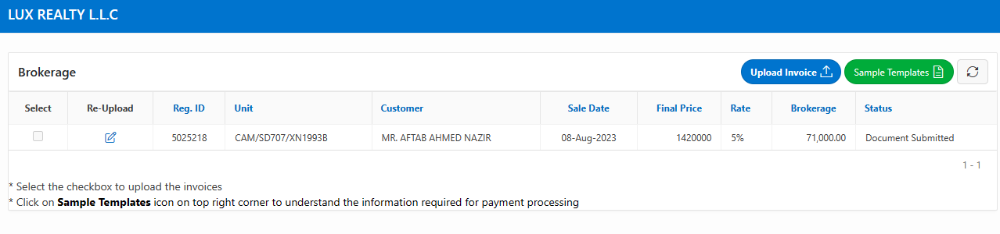 LUX REALTY L.L.C
Brokerage
Upload Invoice
Sample Templates
Select Re-Upload Reg. ID Unit Customer Sale Date Final Price Rate Brokerage Status
5025218 CAM/SD707/XN1993B MR. AFTAB AHMED NAZIR 08-Aug-2023 1420000 5% 71,000.00 Document Submitted
1 - 1
* Select the checkbox to upload the invoices
* Click on Sample Templates icon on top right corner to understand the information required for payment processing